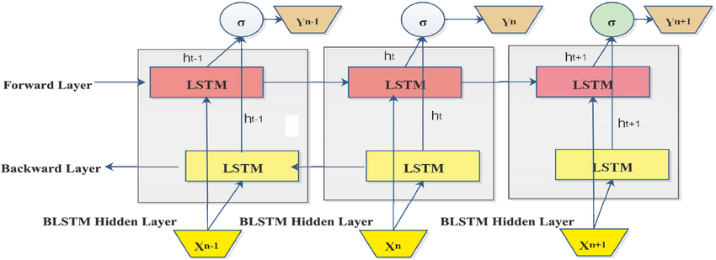 σ Yn-1 σ Yn σ Yn+1
ht-1 ht ht+1
Forward Layer LSTM LSTM LSTM
ht-1 ht ht+1
Backward Layer LSTM LSTM LSTM
BLSTM Hidden Layer BLSTM Hidden Layer BLSTM Hidden Layer
Xn-1 Xn Xn+1